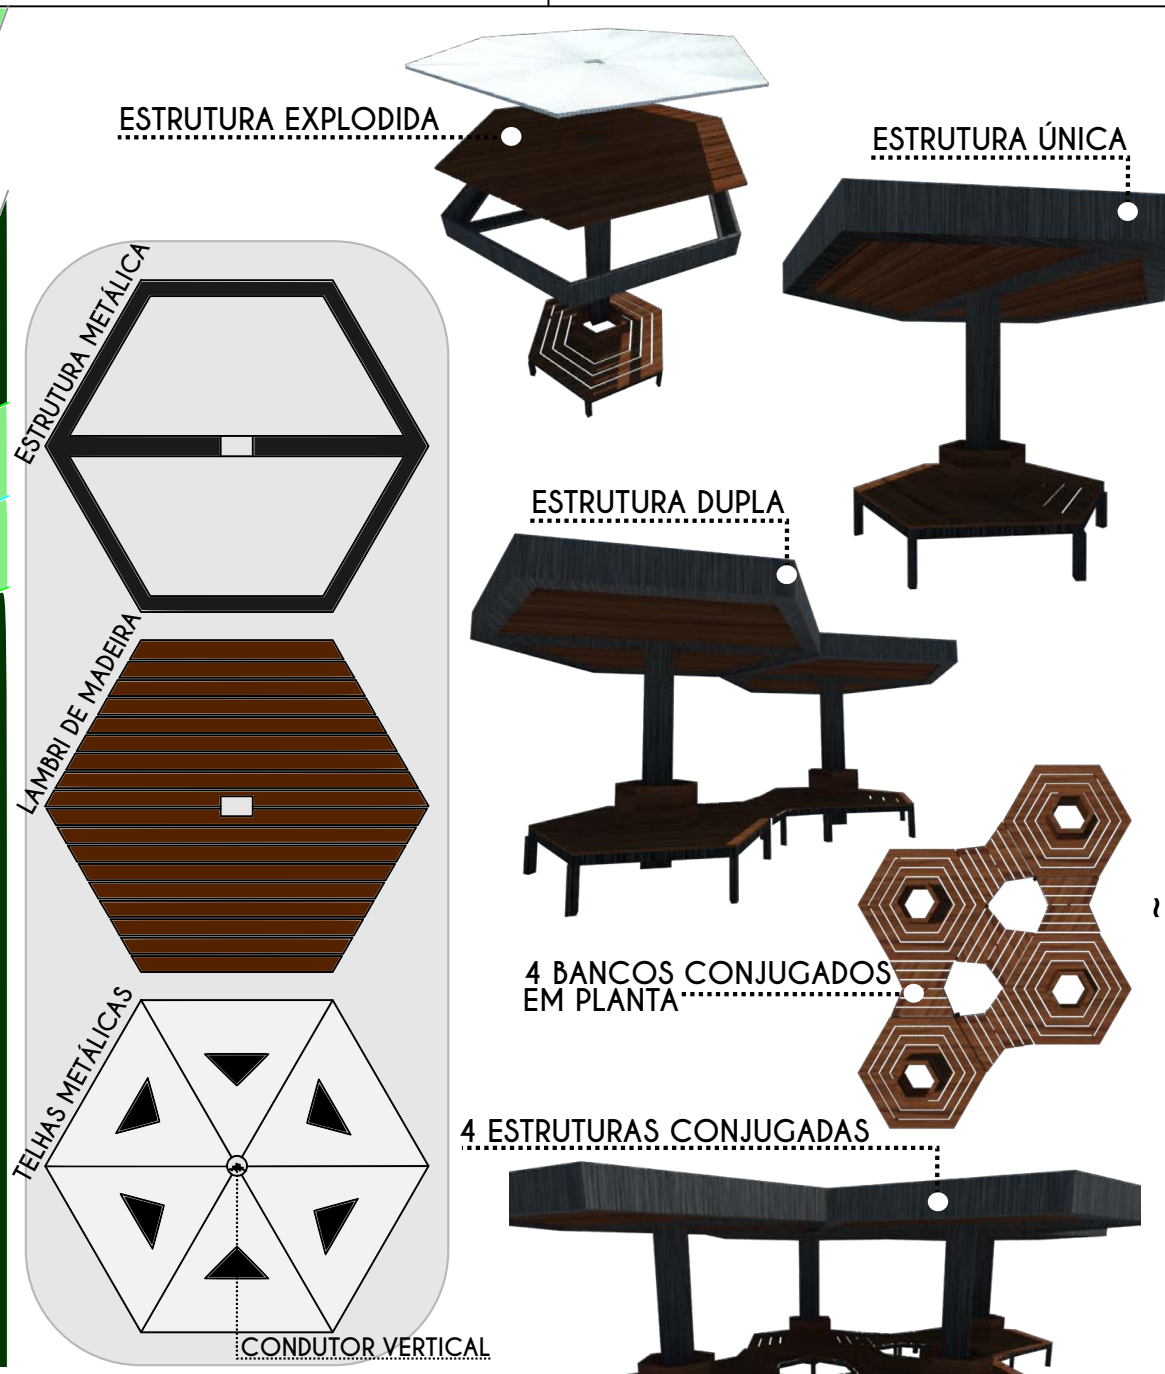 ESTRUTURA EXPLODIDA
ESTRUTURA ÚNICA
ESTRUTURA METÁLICA
ESTRUTURA DUPLA
LAMBRI DE MADEIRA
4 BANCOS CONJUGADOS
EM PLANTA
TELHAS METÁLICAS
4 ESTRUTURAS CONJUGADAS
CONDUTOR VERTICAL